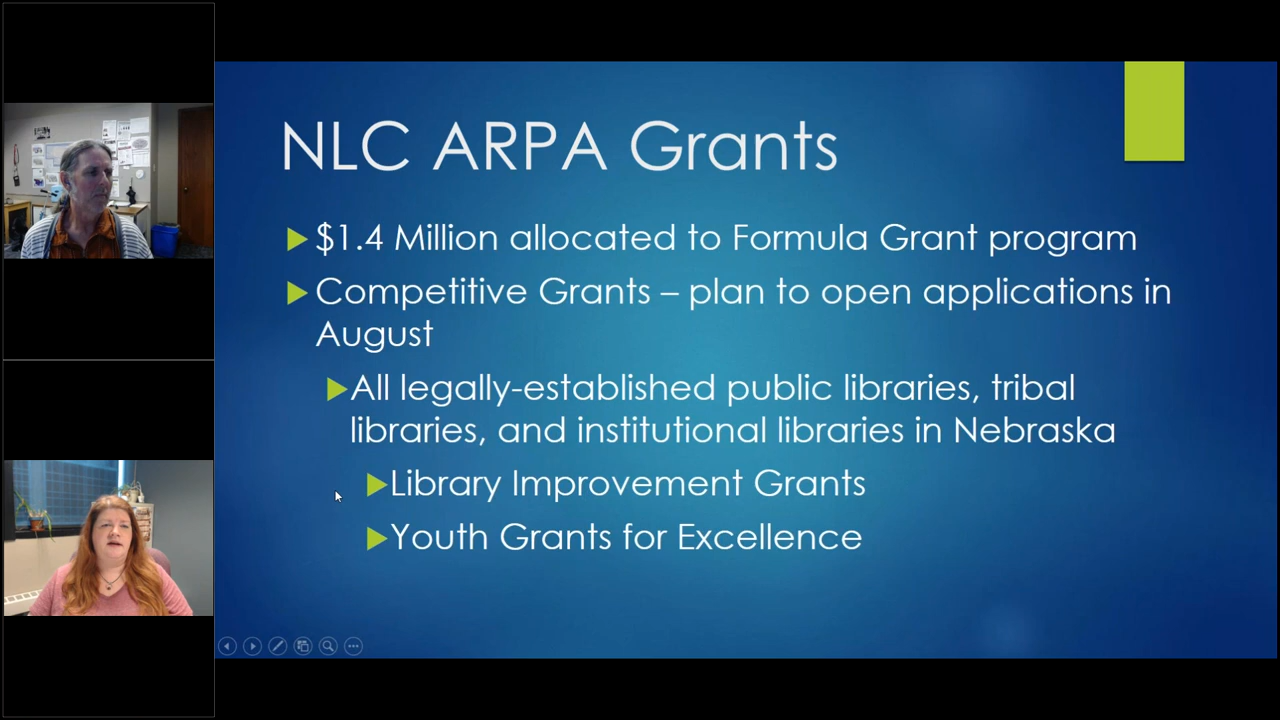 NLC ARPA Grants
$1.4 Million allocated to Formula Grant program
Competitive Grants – plan to open applications in
August
All legally-established public libraries, tribal
libraries, and institutional libraries in Nebraska
Library Improvement Grants
Youth Grants for Excellence